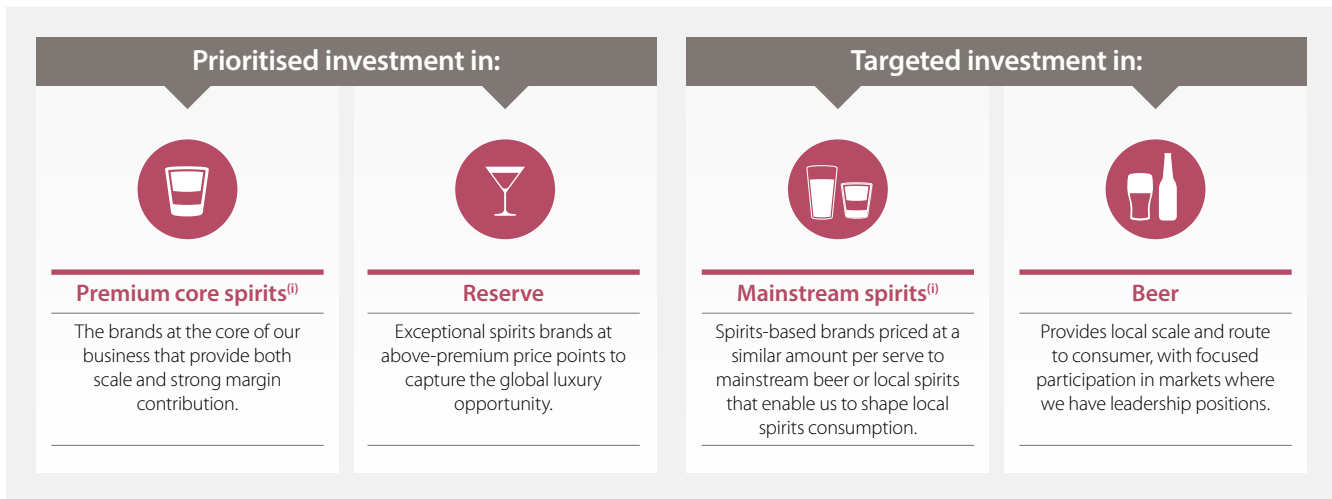 Prioritised investment in:
Targeted investment in:
Premium core spirits(i)
The brands at the core of our
business that provide both
scale and strong margin
contribution.
Reserve
Exceptional spirits brands at
above-premium price points to
capture the global luxury
opportunity.
Mainstream spirits(i)
Spirits-based brands priced at a
similar amount per serve to
mainstream beer or local spirits
that enable us to shape local
spirits consumption.
Beer
Provides local scale and route
to consumer, with focused
participation in markets where
we have leadership positions.